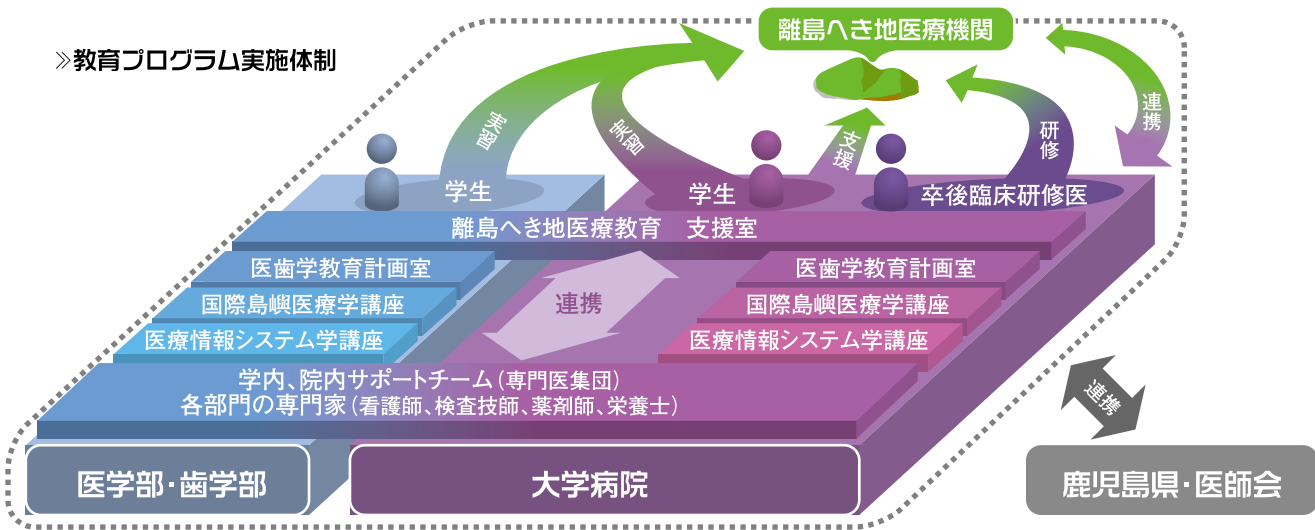 »教育プログラム実施体制
離島へき地医療機関
実習
実習
支援
研修
連携
学生
学生
卒後臨床研修医
離島へき地医療教育 支援室
医歯学教育計画室
医歯学教育計画室
国際島嶼医療学講座
国際島嶼医療学講座
連携
医療情報システム学講座
医療情報システム学講座
学内、院内サポートチーム（専門医集団）
各部門の専門家（看護師、検査技師、薬剤師、栄養士）
連携
医学部・歯学部
大学病院
鹿児島県・医師会